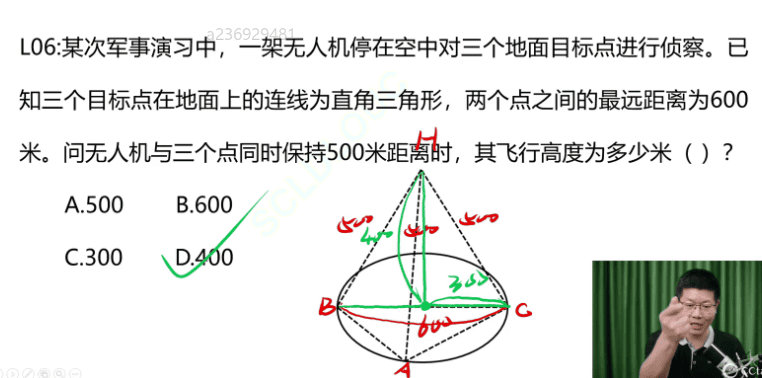 a236929481
L06:某次军事演习中，一架无人机停在空中对三个地面目标点进行侦察。已
知三个目标点在地面上的连线为直角三角形，两个点之间的最远距离为600
米。问无人机与三个点同时保持500米距离时，其飞行高度为多少米（ ）？
H
A.500 B.600
500 400 500 500
C.300 D.400
300
B C
600
A